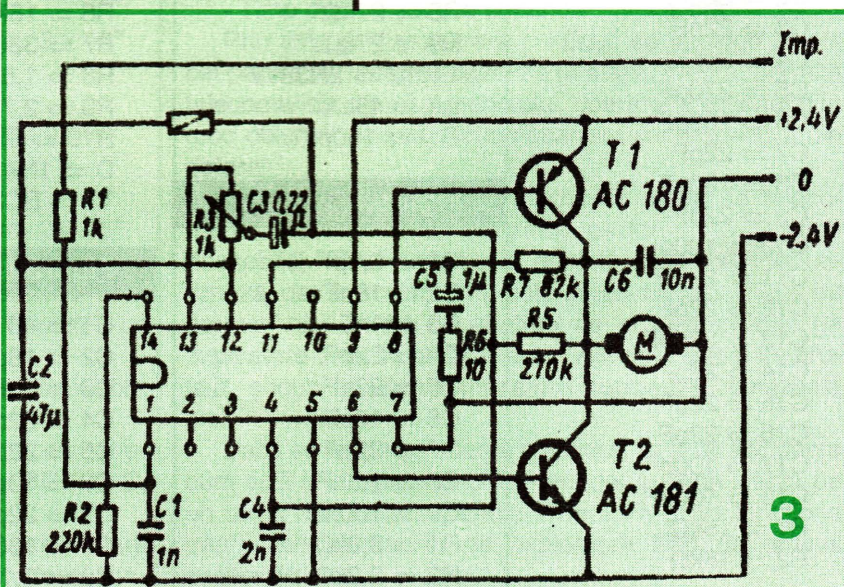 Imp.
+2,4V
0
-2,4V
T1
AC 180
R1
1k
R3
1k
C3 0,22
μ
C5
1μ
R7 82k
C6
10n
14 13 12 11 10 9 8
R6
10
R5
270k
M
C2
47μ
1 2 3 4 5 6 7
T2
AC 181
R2
220k
C1
1n
C4
2n
3